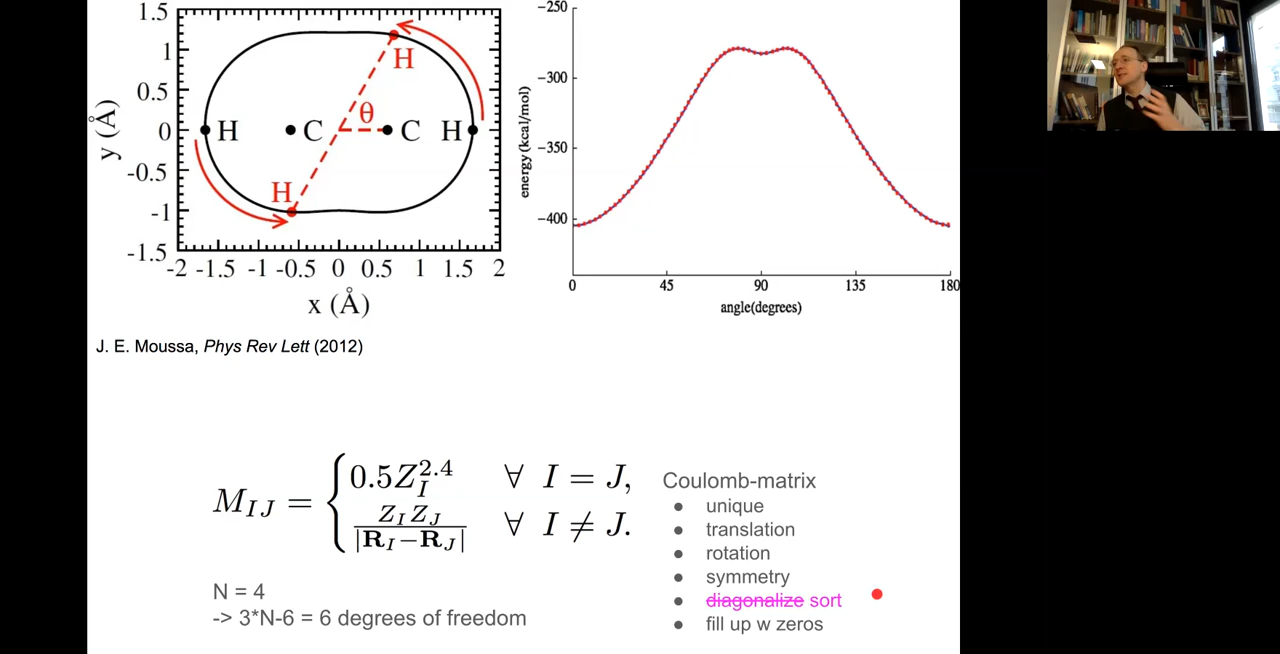 1.5
1
0.5
0
-0.5
-1
-1.5
-2 -1.5 -1 -0.5 0 0.5 1 1.5 2
y (Å)
x (Å)
H
θ
H C C H
H
−250
−300
−350
−400
energy (kcal/mol)
0 45 90 135 180
angle(degrees)
J. E. Moussa, Phys Rev Lett (2012)
M_{IJ} = { 0.5Z_I^{2.4} ∀ I = J,
Z_I Z_J / |R_I−R_J| ∀ I ≠ J.
Coulomb-matrix
● unique
● translation
● rotation
● symmetry
● diagonalize sort
● fill up w zeros
N = 4
-> 3*N-6 = 6 degrees of freedom